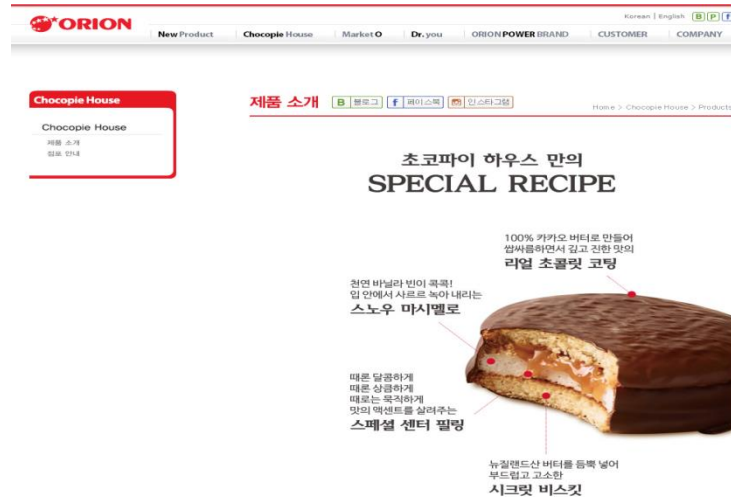 ORION
Korean | English B P f
New Product Chocopie House Market O Dr. you ORION POWER BRAND CUSTOMER COMPANY
Chocopie House
Chocopie House
제품 소개
점포 안내
제품 소개 B 블로그 f 페이스북 인스타그램
Home > Chocopie House > Products
초코파이 하우스 만의
SPECIAL RECIPE
100% 카카오 버터로 만들어
쌉싸름하면서 깊고 진한 맛의
리얼 초콜릿 코팅
천연 바닐라 빈이 콕콕!
입 안에서 사르르 녹아 내리는
스노우 마시멜로
때론 달콤하게
때론 상큼하게
때로는 묵직하게
맛의 액센트를 살려주는
스페셜 센터 필링
뉴질랜드산 버터를 듬뿍 넣어
부드럽고 고소한
시크릿 비스킷